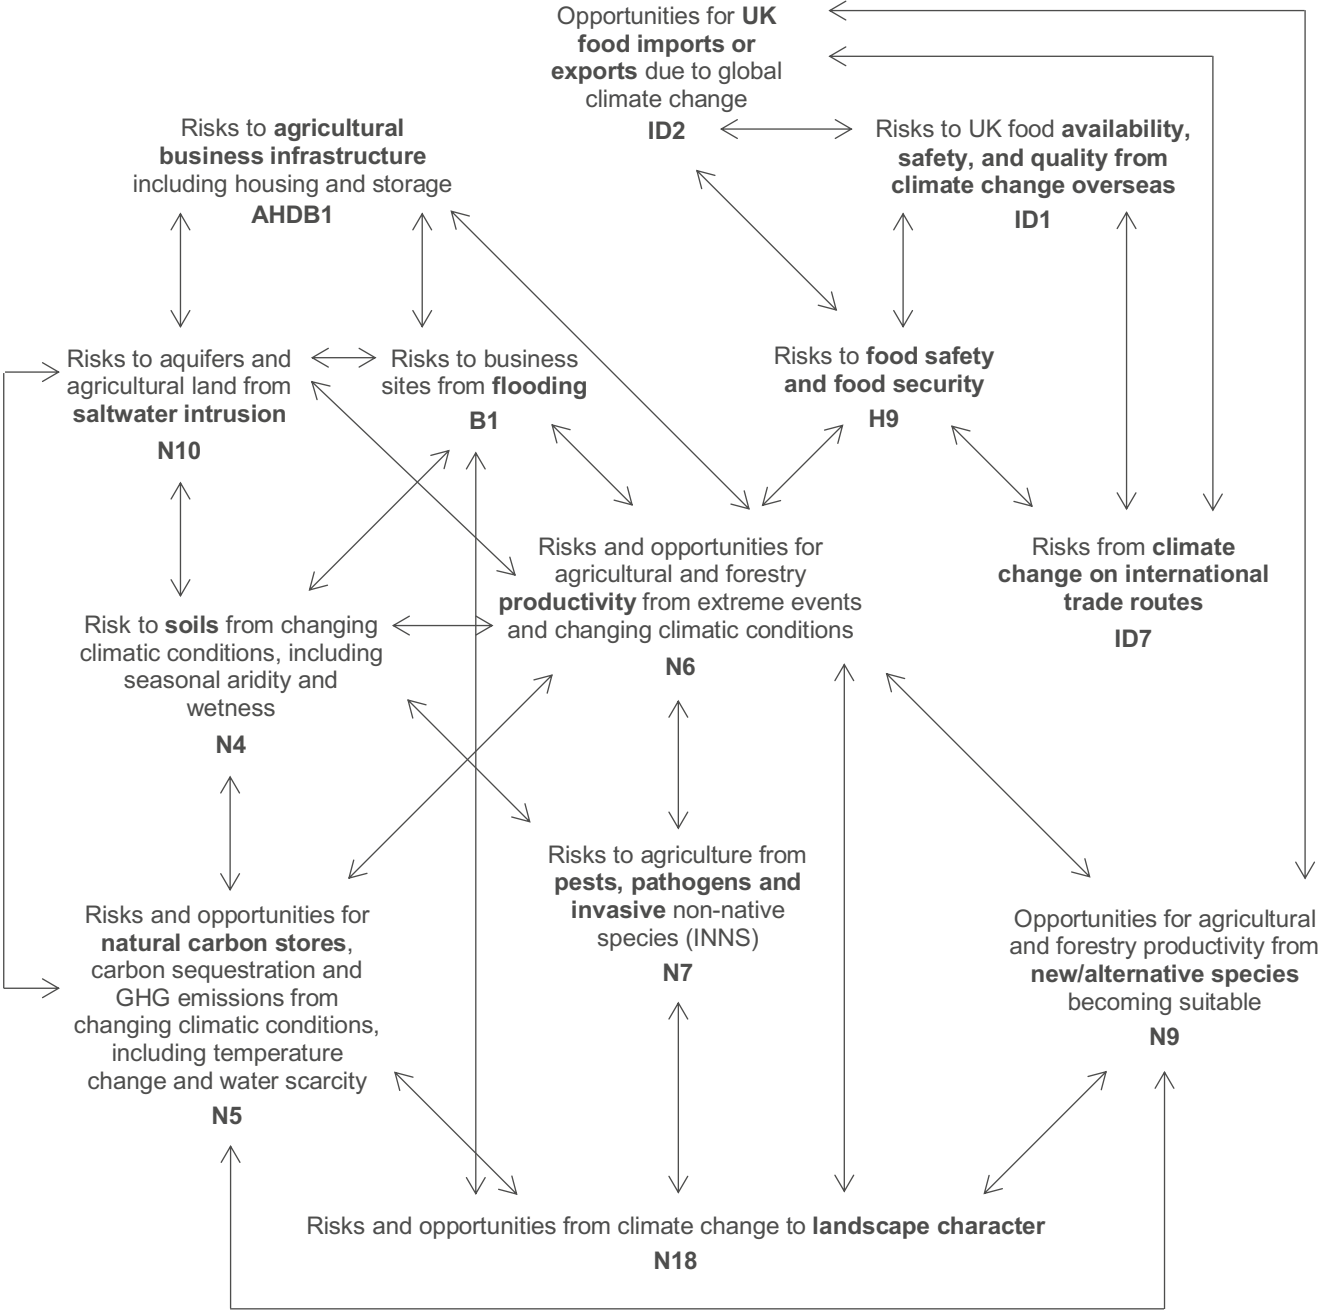 Opportunities for UK
food imports or
exports due to global
climate change
ID2
Risks to agricultural
business infrastructure
including housing and storage
AHDB1
Risks to UK food availability,
safety, and quality from
climate change overseas
ID1
Risks to aquifers and
agricultural land from
saltwater intrusion
N10
Risks to business
sites from flooding
B1
Risks to food safety
and food security
H9
Risks and opportunities for
agricultural and forestry
productivity from extreme events
and changing climatic conditions
N6
Risks from climate
change on international
trade routes
ID7
Risk to soils from changing
climatic conditions, including
seasonal aridity and
wetness
N4
Risks to agriculture from
pests, pathogens and
invasive non-native
species (INNS)
N7
Risks and opportunities for
natural carbon stores,
carbon sequestration and
GHG emissions from
changing climatic conditions,
including temperature
change and water scarcity
N5
Opportunities for agricultural
and forestry productivity from
new/alternative species
becoming suitable
N9
Risks and opportunities from climate change to landscape character
N18